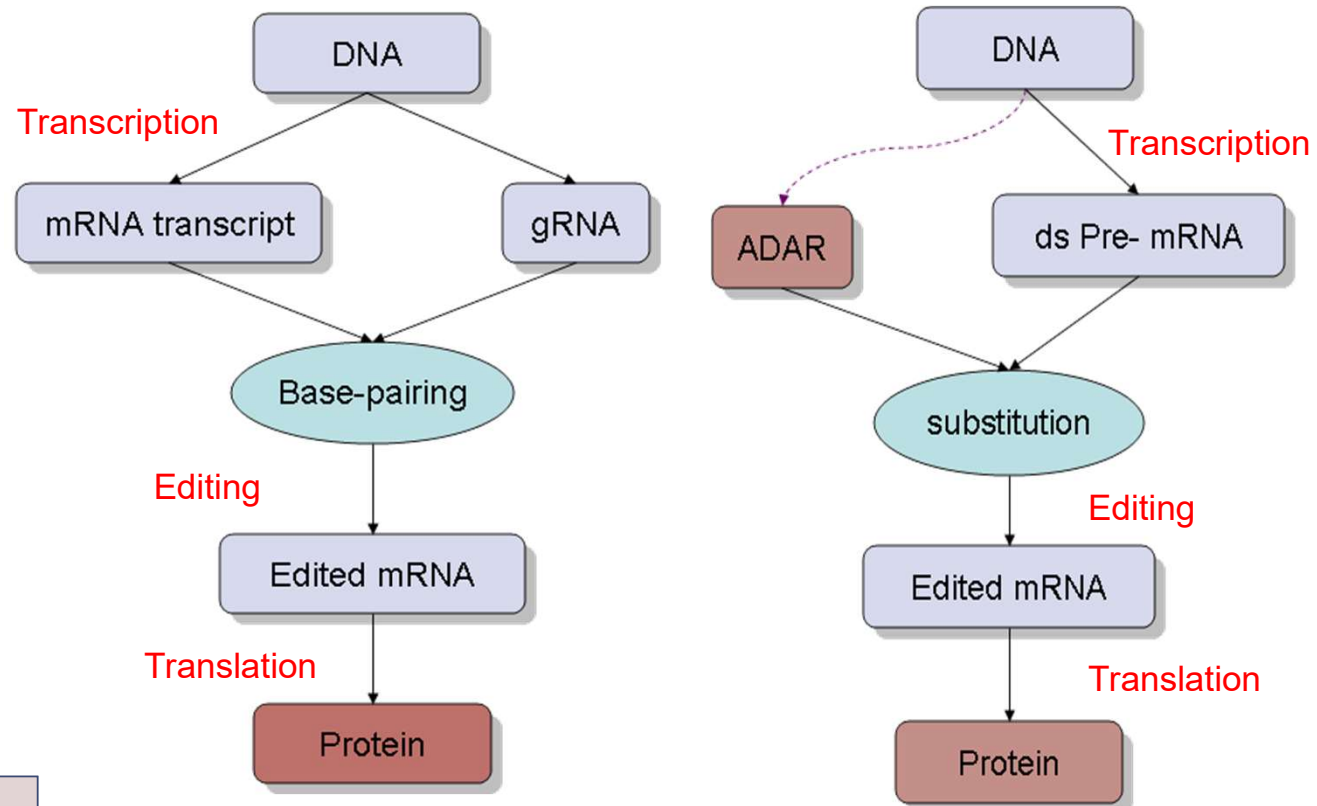 DNA
Transcription
mRNA transcript
gRNA
Base-pairing
Editing
Edited mRNA
Translation
Protein
DNA
Transcription
ADAR
ds Pre- mRNA
substitution
Editing
Edited mRNA
Translation
Protein